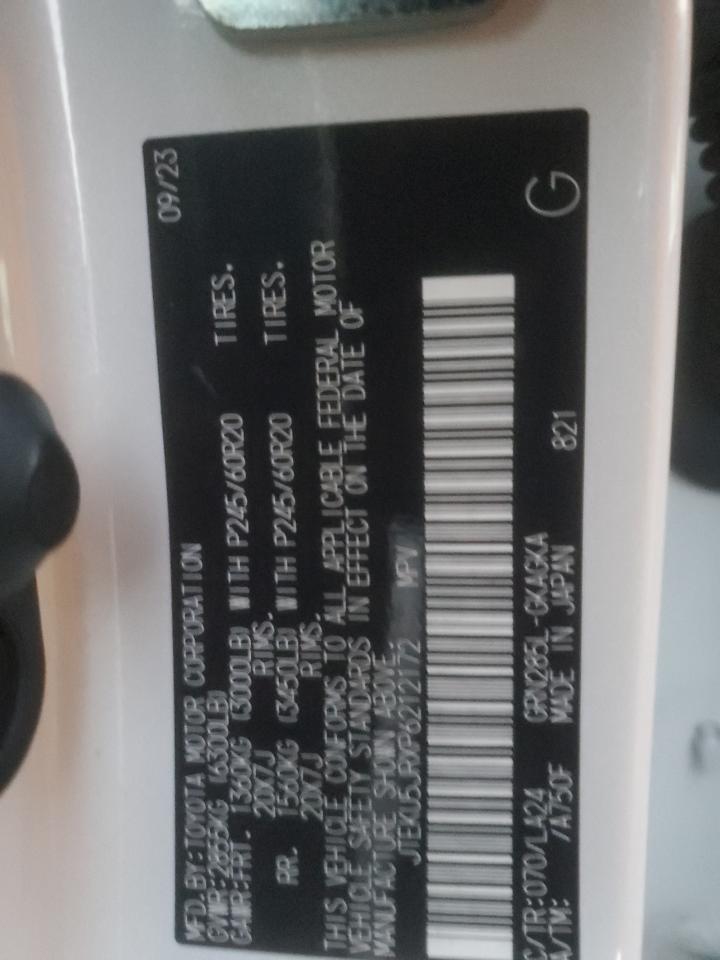 MFD.BY:TOYOTA MOTOR CORPORATION 09/23
GVWR:2855KG (6300LB)
GAWR:FRT. 1360KG (3000LB) WITH P245/60R20 TIRES.
20X7J RIMS.
RR. 1560KG (3450LB) WITH P245/60R20 TIRES.
20X7J RIMS.
THIS VEHICLE CONFORMS TO ALL APPLICABLE FEDERAL MOTOR
VEHICLE SAFETY STANDARDS IN EFFECT ON THE DATE OF
MANUFACTURE SHOWN ABOVE.
JTEKU5JRXP6212172 MPV
C/TR:070/LA24 GRN285L-GKAGKA 821
A/TM: /A750F MADE IN JAPAN
G